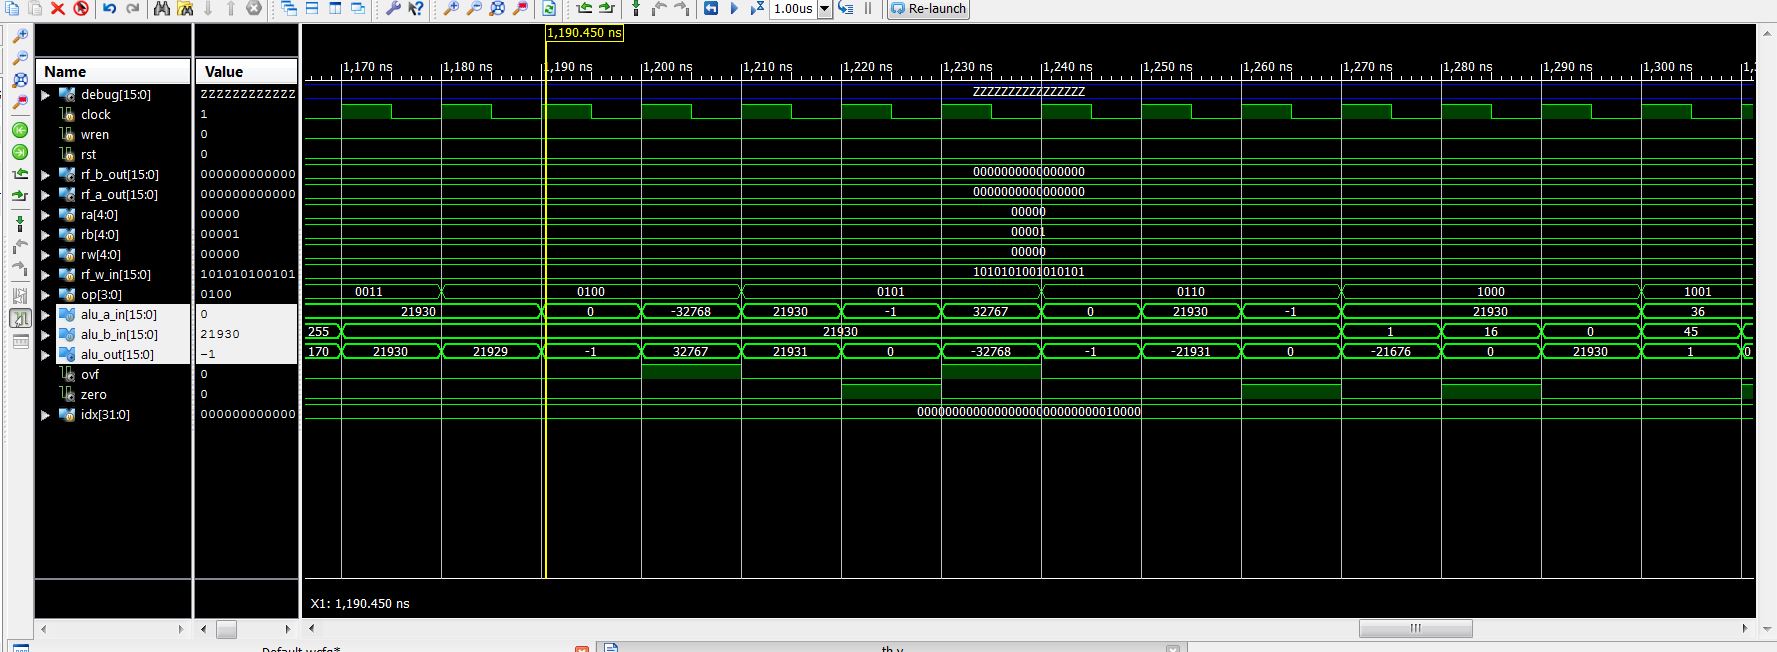 1.00us
Re-launch
1,190.450 ns
Name Value
1,170 ns 1,180 ns 1,190 ns 1,200 ns 1,210 ns 1,220 ns 1,230 ns 1,240 ns 1,250 ns 1,260 ns 1,270 ns 1,280 ns 1,290 ns 1,300 ns
debug[15:0] ZZZZZZZZZZZZ ZZZZZZZZZZZZZZZZ
clock 1
wren 0
rst 0
rf_b_out[15:0] 000000000000 0000000000000000
rf_a_out[15:0] 000000000000 0000000000000000
ra[4:0] 00000 00000
rb[4:0] 00001 00001
rw[4:0] 00000 00000
rf_w_in[15:0] 101010100101 1010101001010101
op[3:0] 0100 0011 0100 0101 0110 1000 1001
alu_a_in[15:0] 0 21930 0 -32768 21930 -1 32767 0 21930 -1 21930 36
alu_b_in[15:0] 21930 255 21930 1 16 0 45
alu_out[15:0] -1 170 21930 21929 -1 32767 21931 0 -32768 -1 -21931 0 -21676 0 21930 1 0
ovf 0
zero 0
idx[31:0] 000000000000 00000000000000000000000000010000
X1: 1,190.450 ns
Default.wcfg*
tb.v